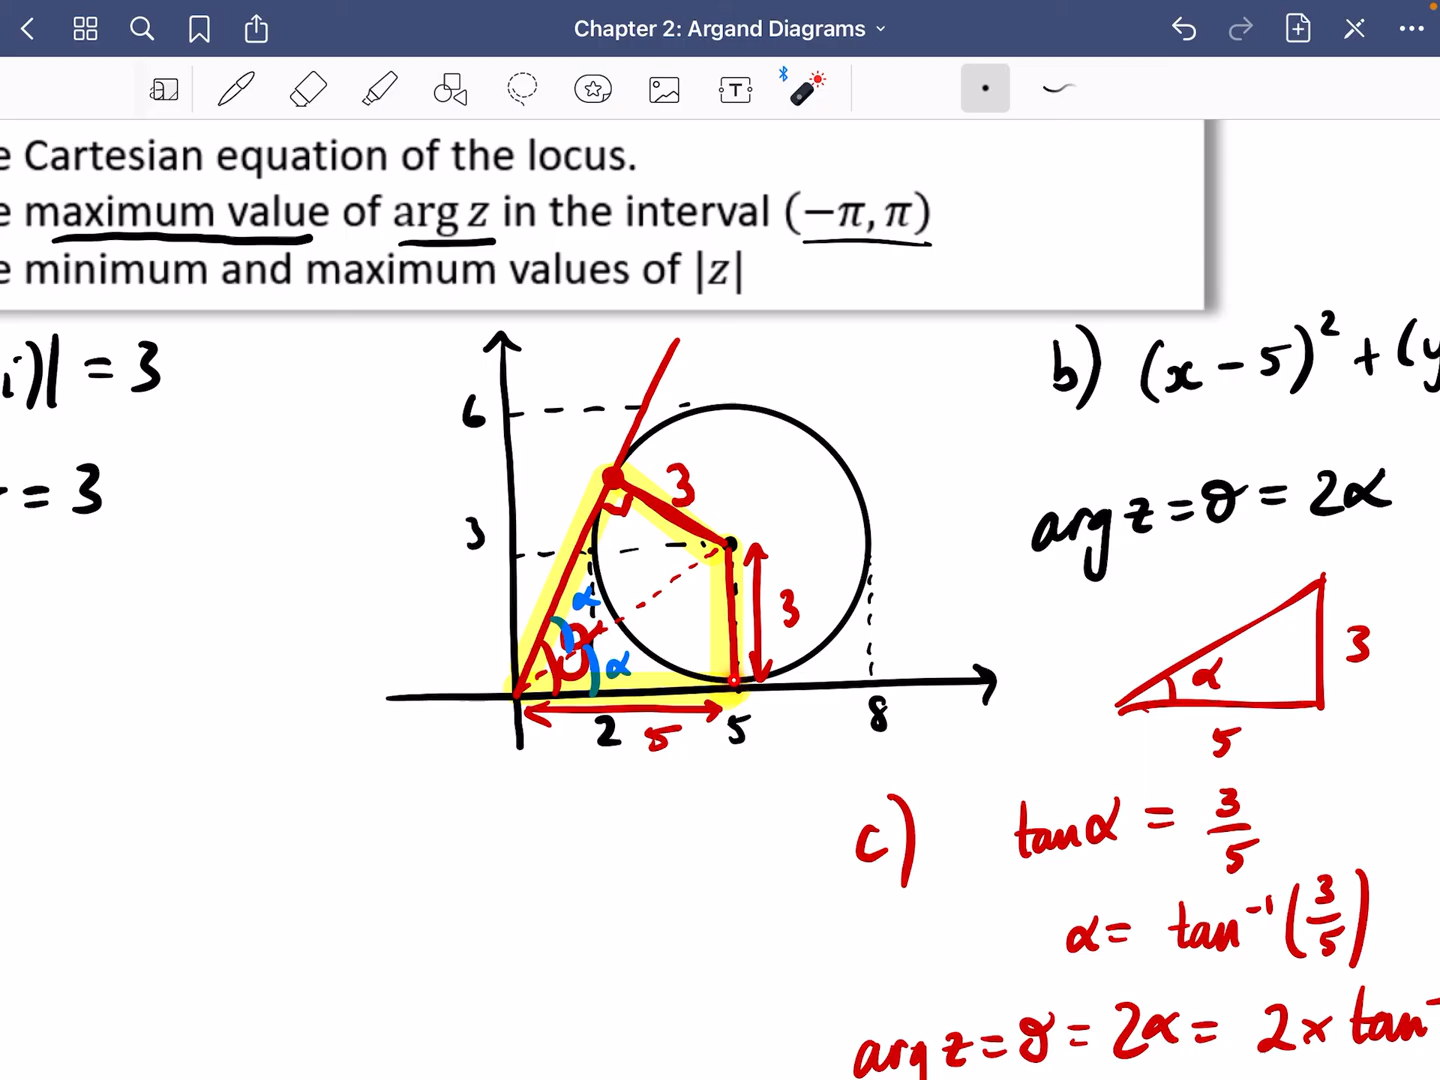 Chapter 2: Argand Diagrams
e Cartesian equation of the locus.
e maximum value of arg z in the interval (−π, π)
e minimum and maximum values of |z|
i)| = 3
= 3
6
3
3
3
α
θ
α
2
5
5
8
b) (x - 5)² + (y
arg z = θ = 2α
α
3
5
c) tanα = 3/5
α = tan⁻¹(3/5)
arg z = θ = 2α = 2 × tan⁻